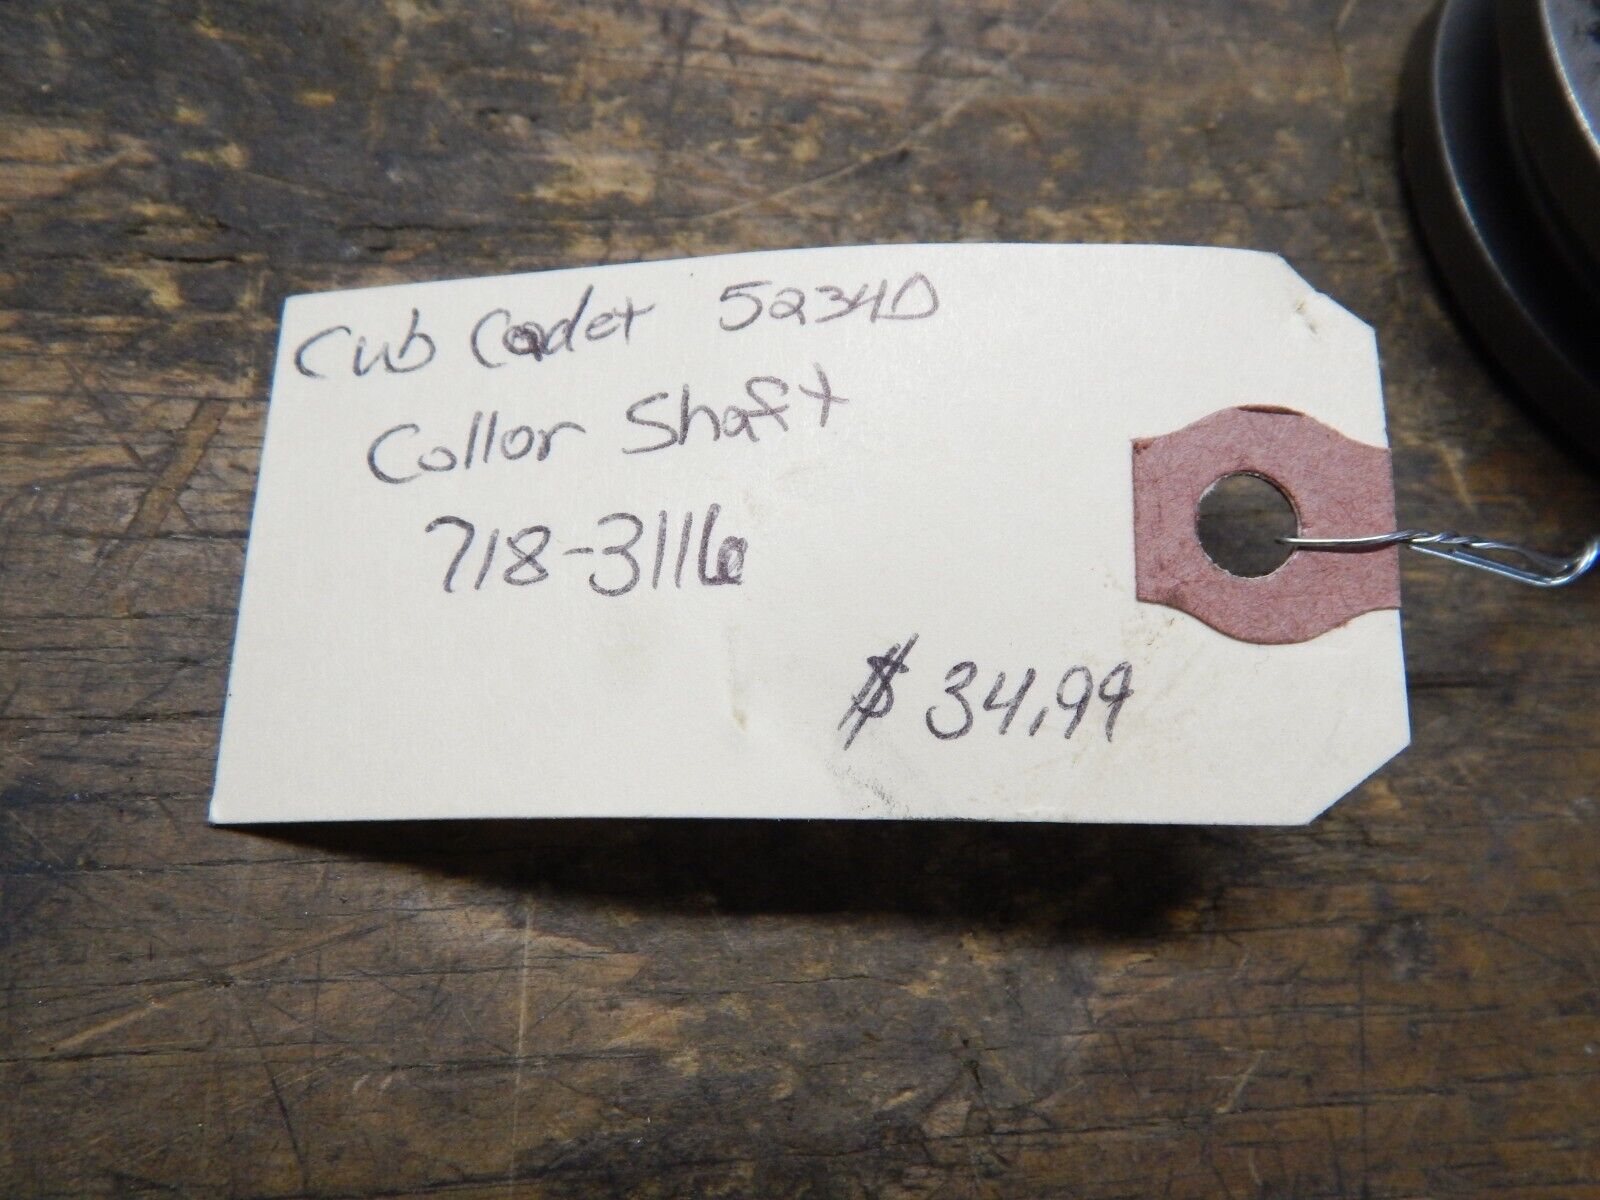 Cub Cadet 5234D
Collor Shaft
718-3116
$ 34.99